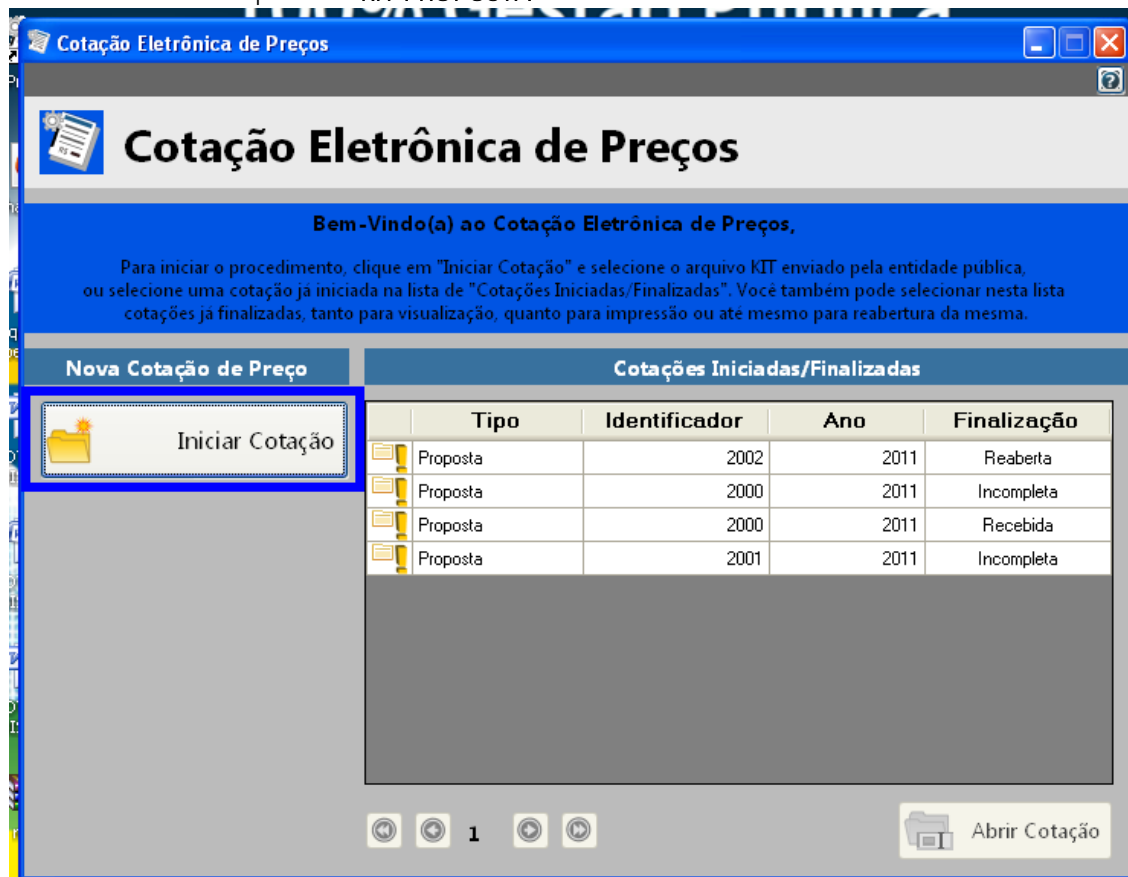 100% Gestão Pública
Cotação Eletrônica de Preços
Cotação Eletrônica de Preços
Bem-Vindo(a) ao Cotação Eletrônica de Preços,
Para iniciar o procedimento, clique em "Iniciar Cotação" e selecione o arquivo KIT enviado pela entidade pública,
ou selecione uma cotação já iniciada na lista de "Cotações Iniciadas/Finalizadas". Você também pode selecionar nesta lista
cotações já finalizadas, tanto para visualização, quanto para impressão ou até mesmo para reabertura da mesma.
Nova Cotação de Preço
Cotações Iniciadas/Finalizadas
Iniciar Cotação
Tipo Identificador Ano Finalização
Proposta 2002 2011 Reaberta
Proposta 2000 2011 Incompleta
Proposta 2000 2011 Recebida
Proposta 2001 2011 Incompleta
1
Abrir Cotação